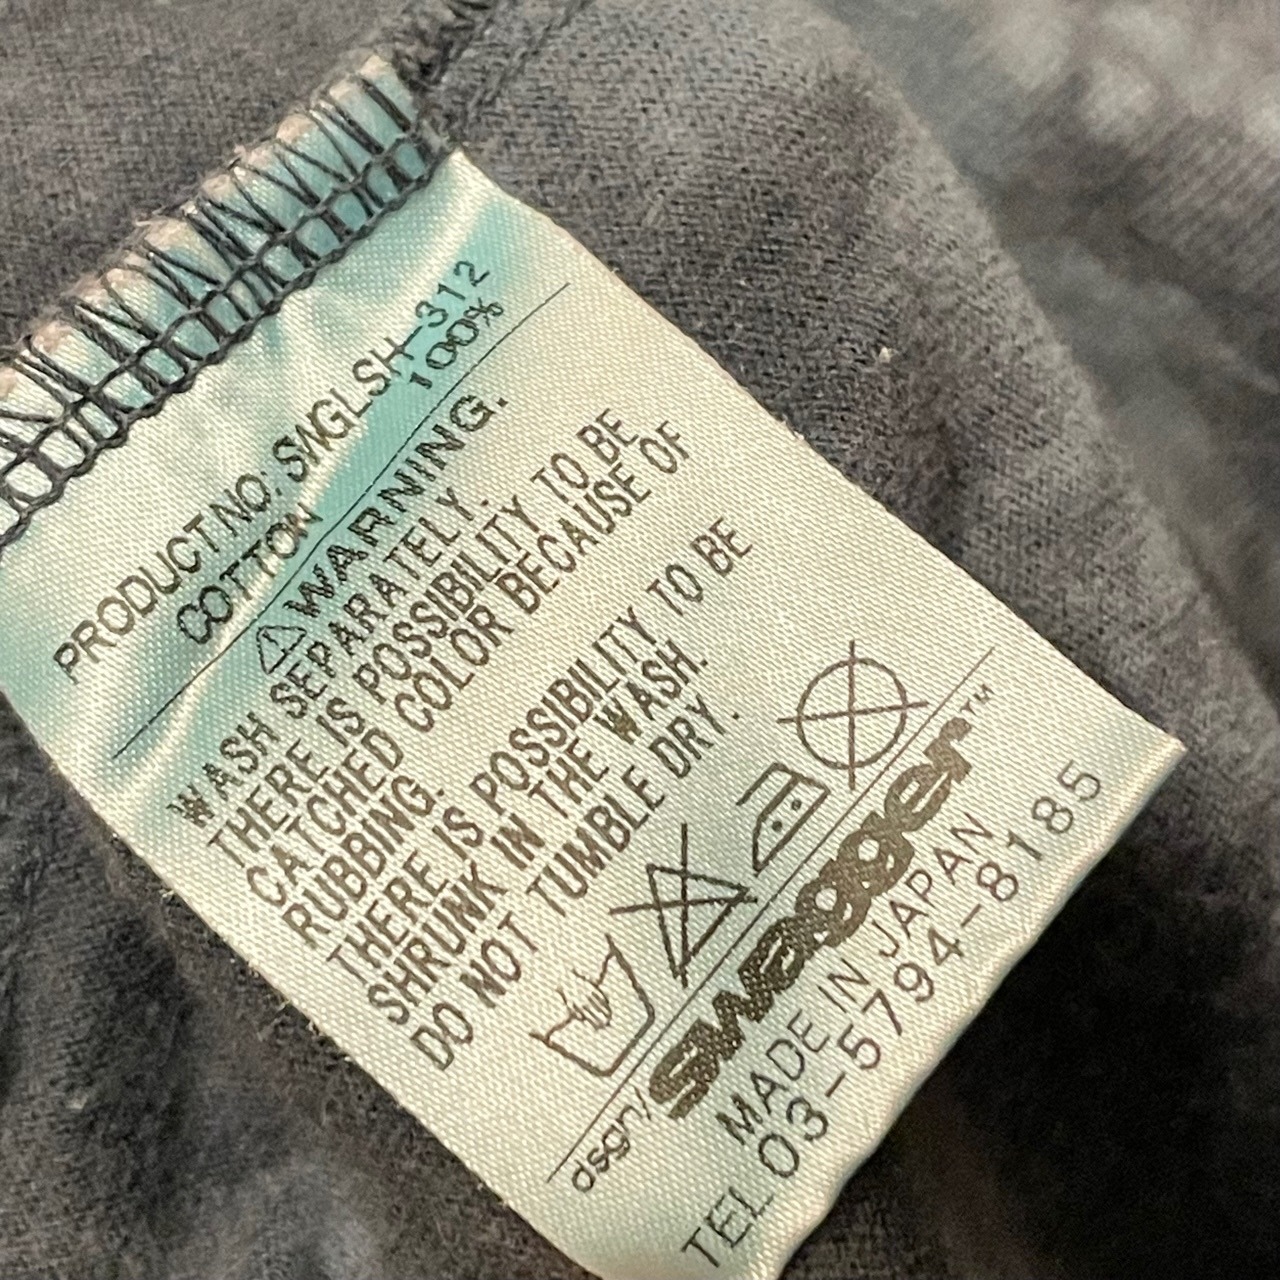 PRODUCT NO: SWGLSH-312
COTTON 100%
WARNING.
WASH SEPARATELY.
THERE IS POSSIBILITY TO BE
CATCHED COLOR BECAUSE OF
RUBBING.
THERE IS POSSIBILITY TO BE
SHRUNK IN THE WASH.
DO NOT TUMBLE DRY.
dsgn/swagger™
MADE IN JAPAN
TEL 03-5794-8185